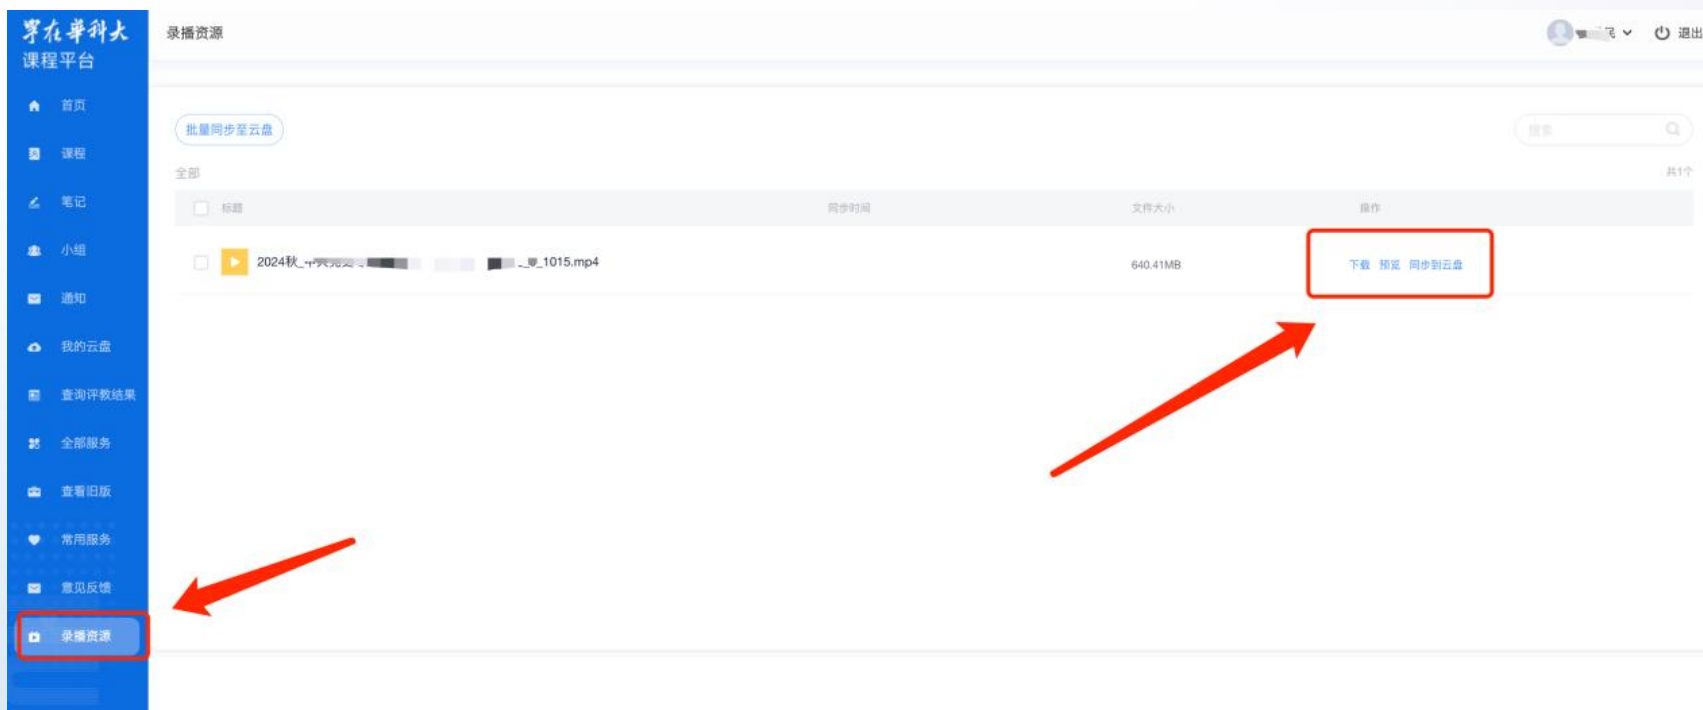 学在华科大
课程平台
录播资源
退出
首页
课程
笔记
小组
通知
我的云盘
查询评教结果
全部服务
查看旧版
常用服务
意见反馈
录播资源
批量同步至云盘
搜索
全部
共1个
标题 同步时间 文件大小 操作
2024秋_ _1015.mp4 640.41MB 下载 预览 同步到云盘